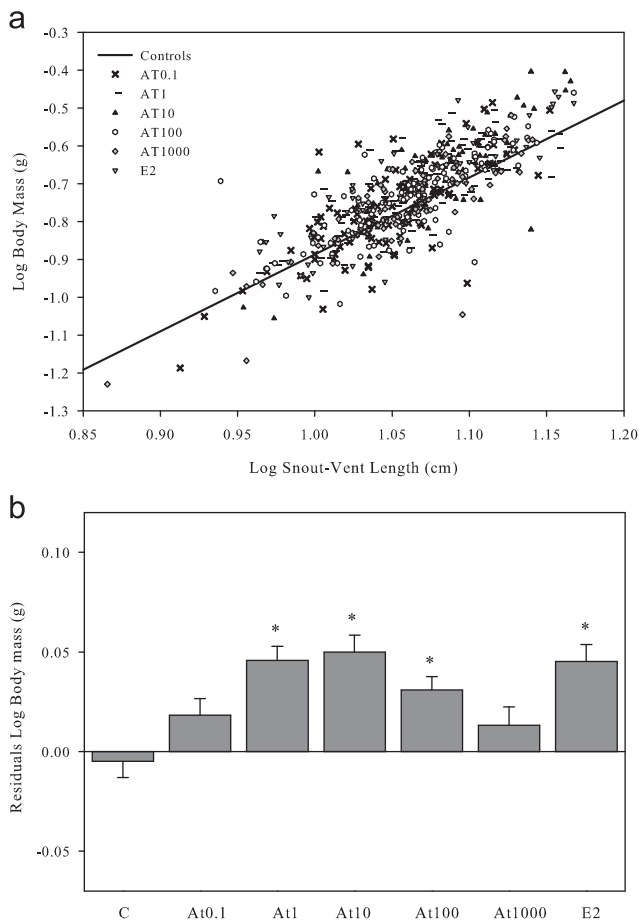 a
-0.3
-0.4
-0.5
-0.6
-0.7
-0.8
-0.9
-1.0
-1.1
-1.2
-1.3
Log Body Mass (g)
Controls
AT0.1
AT1
AT10
AT100
AT1000
E2
0.85 0.90 0.95 1.00 1.05 1.10 1.15 1.20
Log Snout-Vent Length (cm)
b
0.10
0.05
0.00
-0.05
Residuals Log Body mass (g)
* * * *
C At0.1 At1 At10 At100 At1000 E2